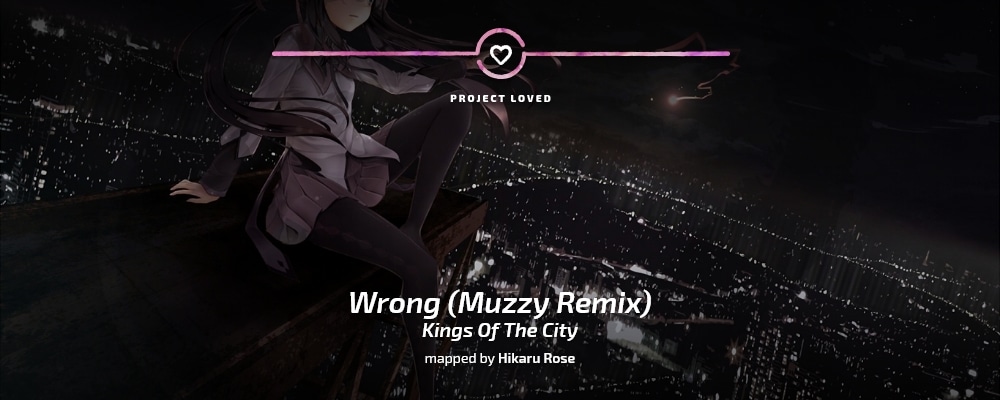 PROJECT LOVED
Wrong (Muzzy Remix)
Kings Of The City
mapped by Hikaru Rose